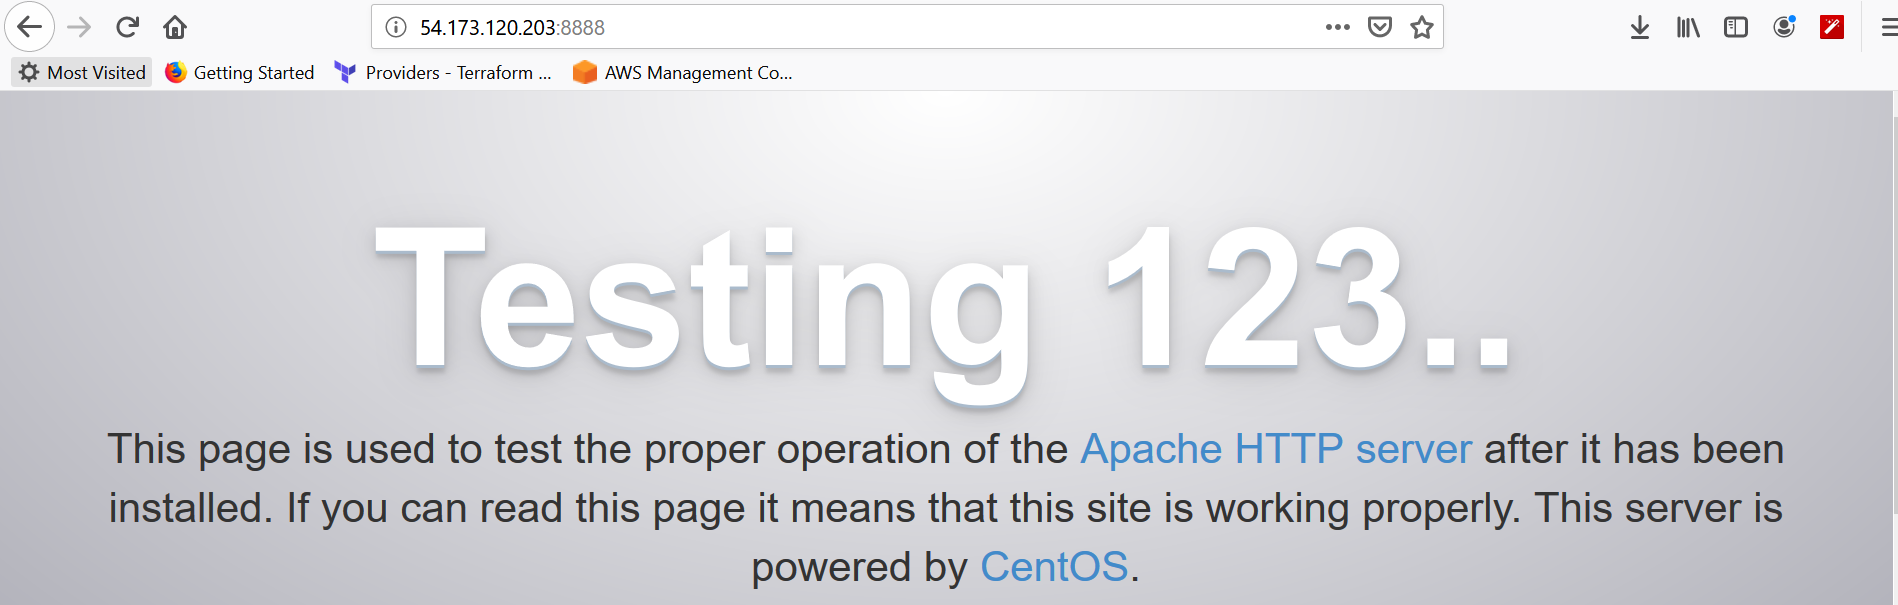 54.173.120.203:8888
Most Visited Getting Started Providers - Terraform ... AWS Management Co...
Testing 123..
This page is used to test the proper operation of the Apache HTTP server after it has been
installed. If you can read this page it means that this site is working properly. This server is
powered by CentOS.